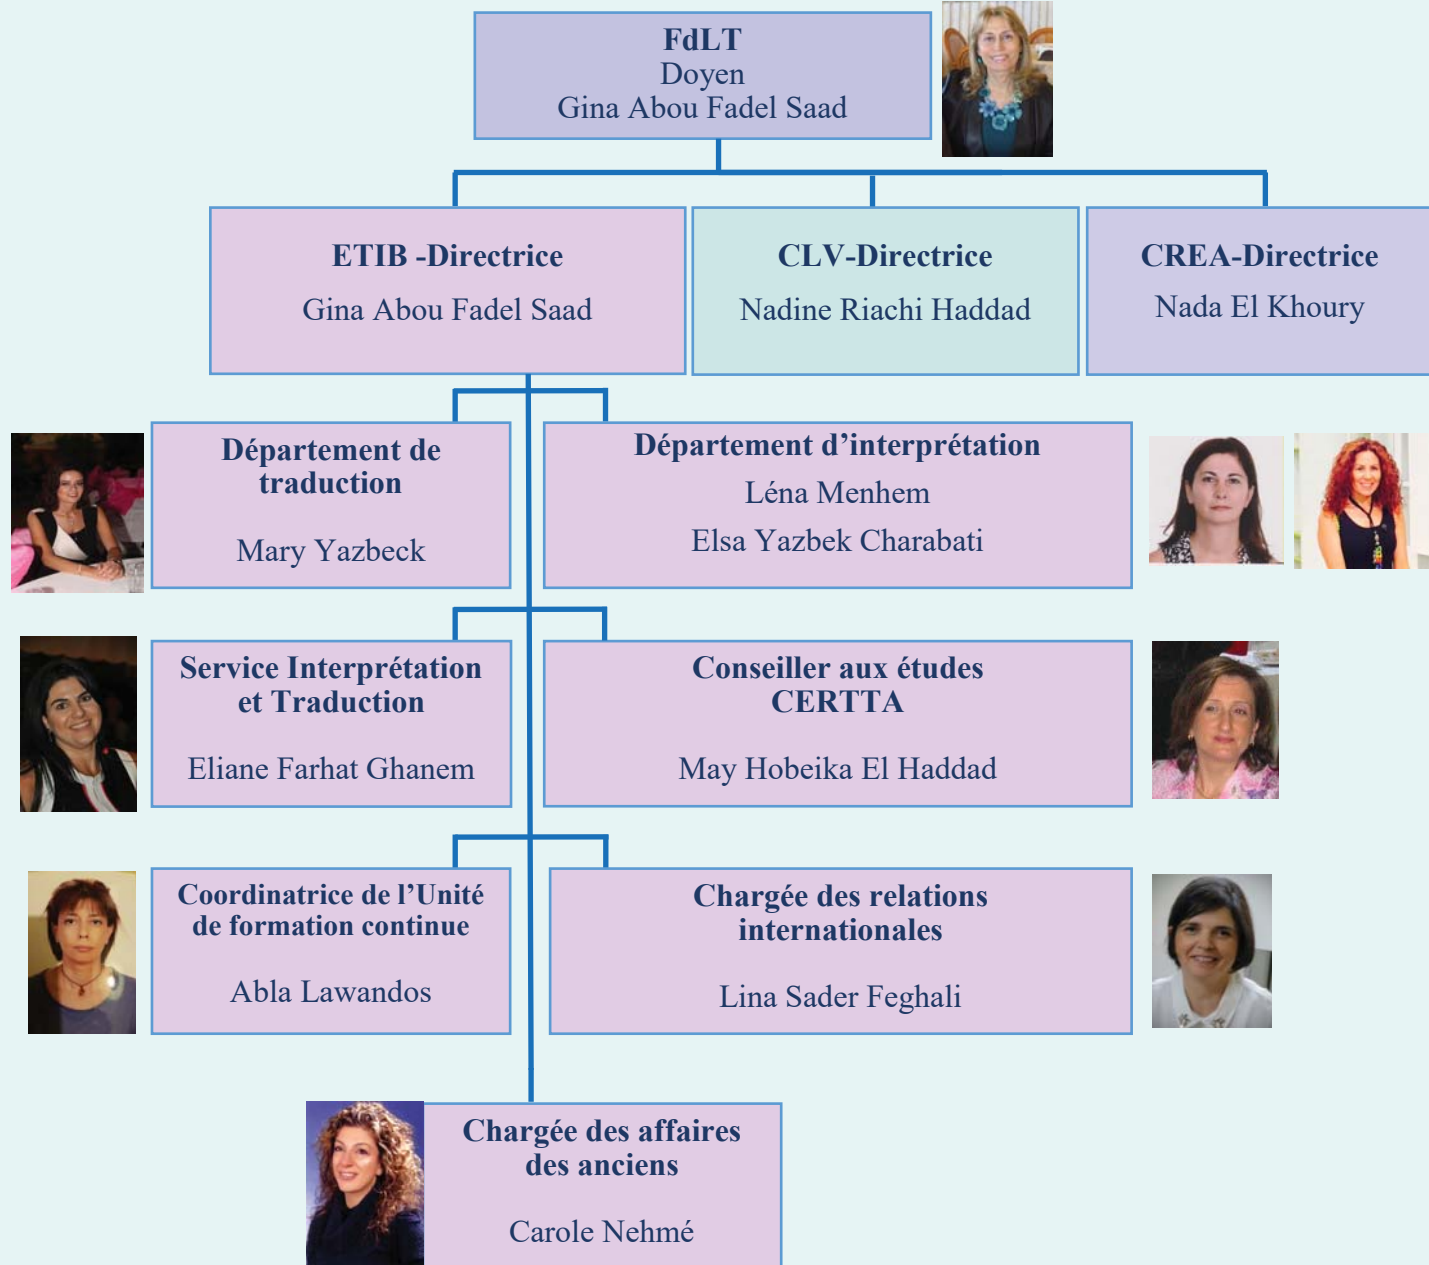 FdLT
Doyen
Gina Abou Fadel Saad
ETIB -Directrice
Gina Abou Fadel Saad
CLV-Directrice
Nadine Riachi Haddad
CREA-Directrice
Nada El Khoury
Département de
traduction
Mary Yazbeck
Département d’interprétation
Léna Menhem
Elsa Yazbek Charabati
Service Interprétation
et Traduction
Eliane Farhat Ghanem
Conseiller aux études
CERTTA
May Hobeika El Haddad
Coordinatrice de l’Unité
de formation continue
Abla Lawandos
Chargée des relations
internationales
Lina Sader Feghali
Chargée des affaires
des anciens
Carole Nehmé